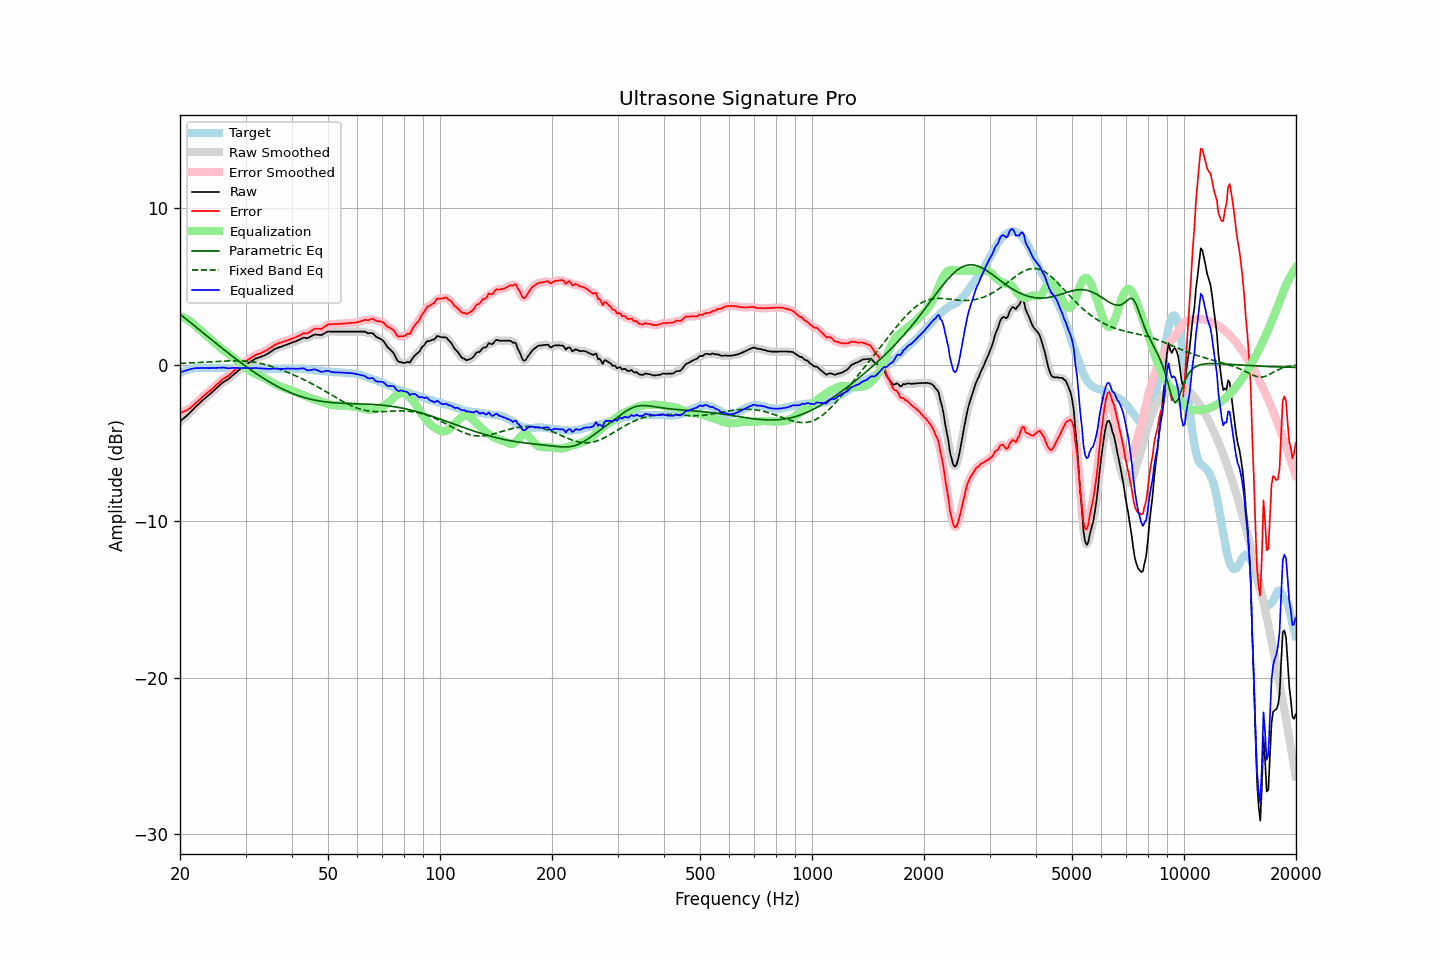 Ultrasone Signature Pro
Target
Raw Smoothed
Error Smoothed
Raw
Error
Equalization
Parametric Eq
Fixed Band Eq
Equalized
10
0
−10
−20
−30
Amplitude (dBr)
20
50
100
200
500
1000
2000
5000
10000
20000
Frequency (Hz)